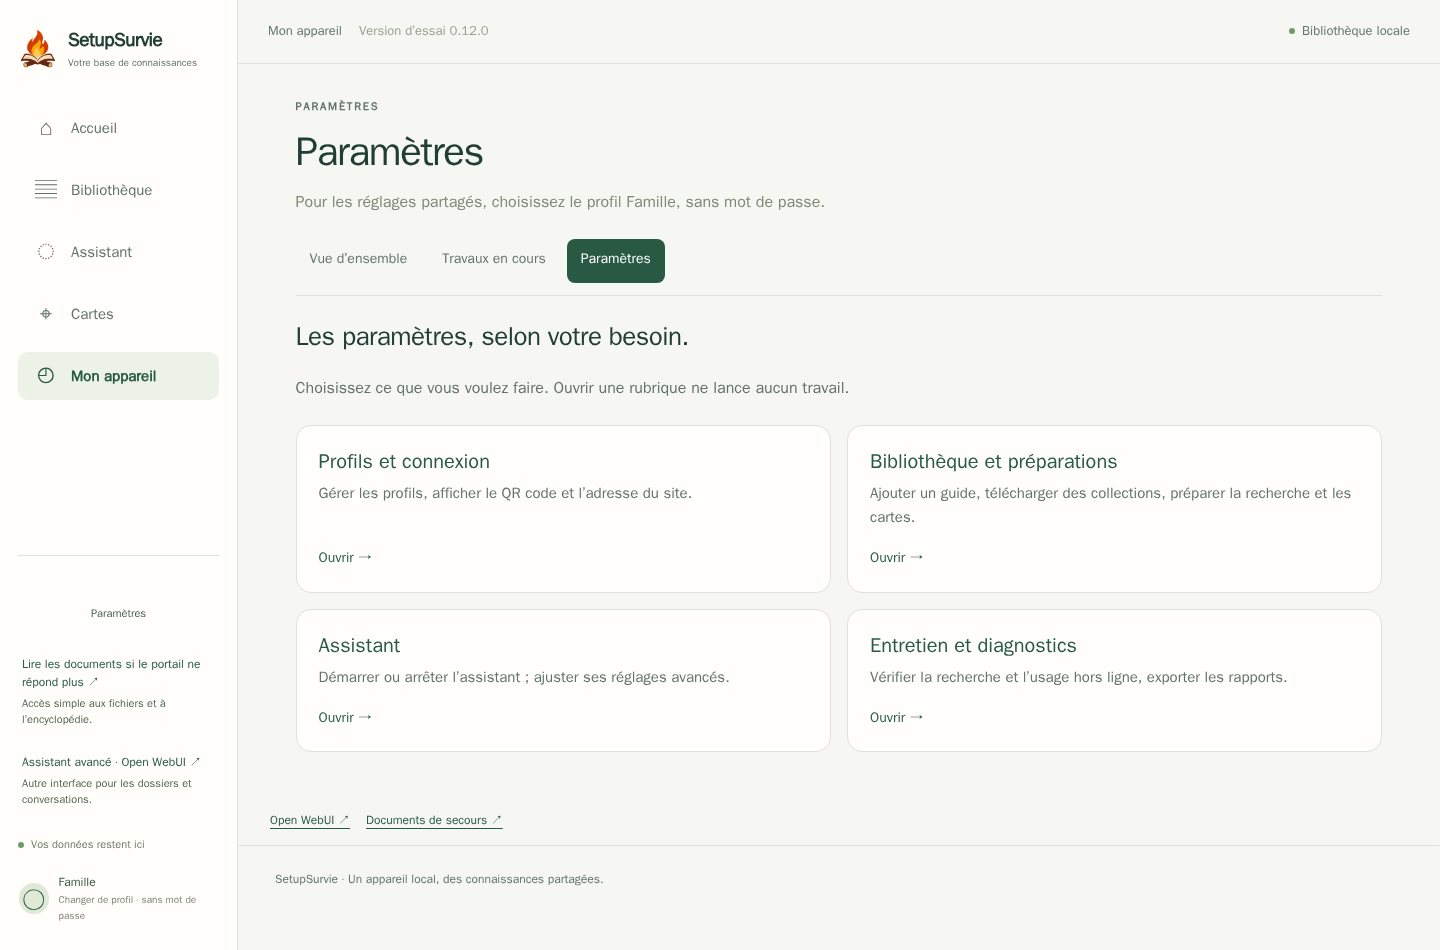 SetupSurvie
Votre base de connaissances
Accueil
Bibliothèque
Assistant
Cartes
Mon appareil
Paramètres
Lire les documents si le portail ne
répond plus ↗
Accès simple aux fichiers et à
l'encyclopédie.
Assistant avancé · Open WebUI ↗
Autre interface pour les dossiers et
conversations.
Vos données restent ici
Famille
Changer de profil · sans mot de
passe
Mon appareil Version d'essai 0.12.0
Bibliothèque locale
PARAMÈTRES
Paramètres
Pour les réglages partagés, choisissez le profil Famille, sans mot de passe.
Vue d'ensemble Travaux en cours Paramètres
Les paramètres, selon votre besoin.
Choisissez ce que vous voulez faire. Ouvrir une rubrique ne lance aucun travail.
Profils et connexion
Gérer les profils, afficher le QR code et l'adresse du site.
Ouvrir →
Bibliothèque et préparations
Ajouter un guide, télécharger des collections, préparer la recherche et les
cartes.
Ouvrir →
Assistant
Démarrer ou arrêter l'assistant ; ajuster ses réglages avancés.
Ouvrir →
Entretien et diagnostics
Vérifier la recherche et l'usage hors ligne, exporter les rapports.
Ouvrir →
Open WebUI ↗ Documents de secours ↗
SetupSurvie · Un appareil local, des connaissances partagées.